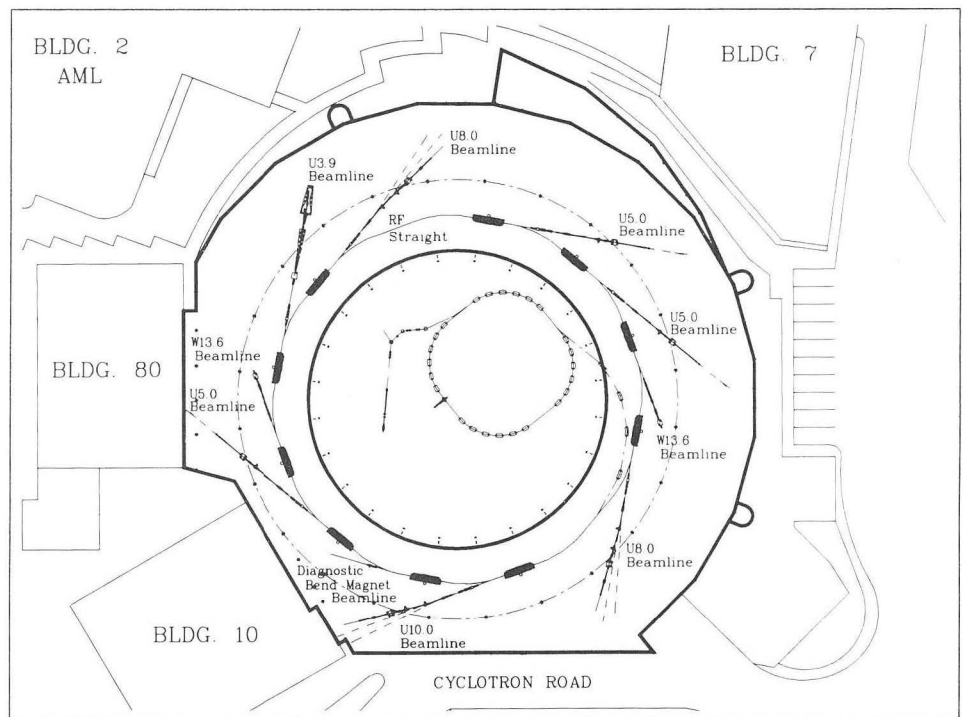 BLDG. 2
AML
BLDG. 7
U8.0
Beamline
U3.9
Beamline
RF
Straight
U5.0
Beamline
U5.0
Beamline
W13.6
Beamline
BLDG. 80
U5.0
Beamline
W13.6
Beamline
U8.0
Beamline
Diagnostic
Bend Magnet
Beamline
BLDG. 10
U10.0
Beamline
CYCLOTRON ROAD